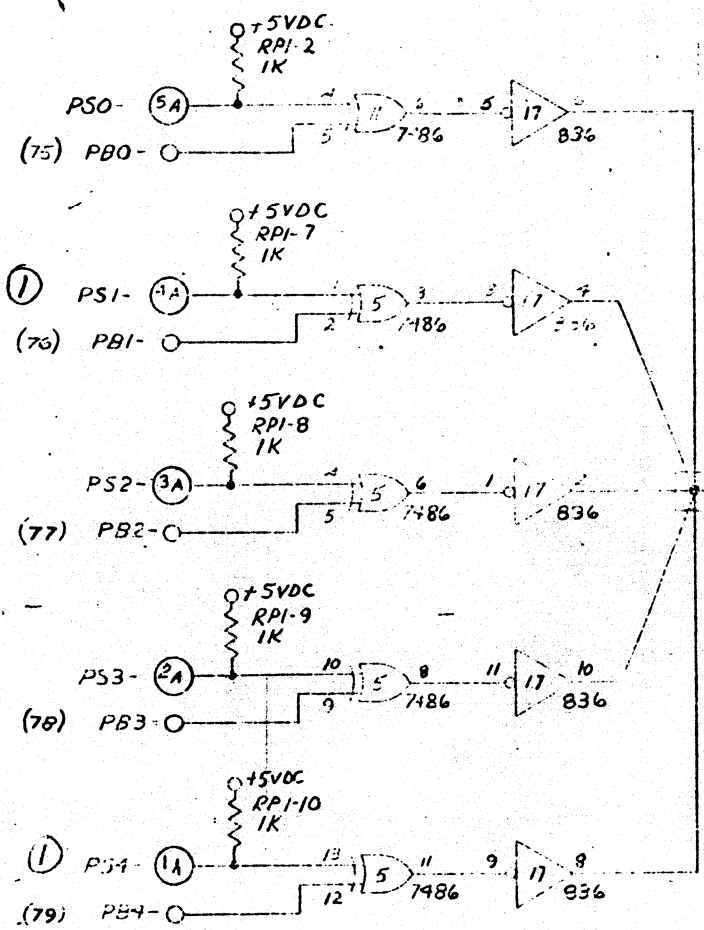 +5VDC
RP1-2
1K
PS0- 5A
4
6
5
17
(75) PB0-
5
7486
836
+5VDC
RP1-7
1K
1
PS1- 4A
1
5
3
3
17
4
(76) PB1-
2
7486
836
+5VDC
RP1-8
1K
PS2- 3A
4
5
6
1
17
2
(77) PB2-
5
7486
836
+5VDC
RP1-9
1K
PS3- 2A
10
5
8
11
17
10
(78) PB3-
9
7486
836
+5VDC
RP1-10
1K
1
PS4- 1A
13
5
11
9
17
8
(79) PB4-
12
7486
836